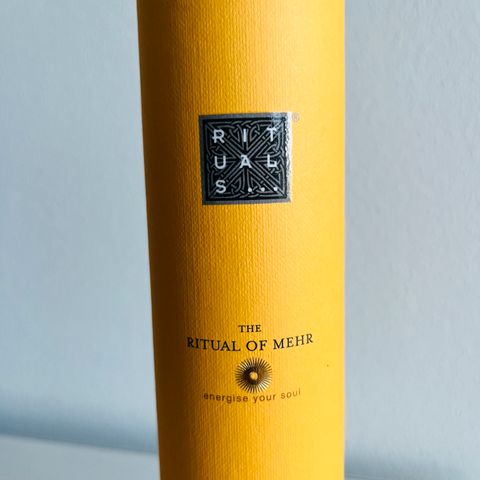 RIT
UAL
S...
®
THE
RITUAL OF MEHR
energise your soul